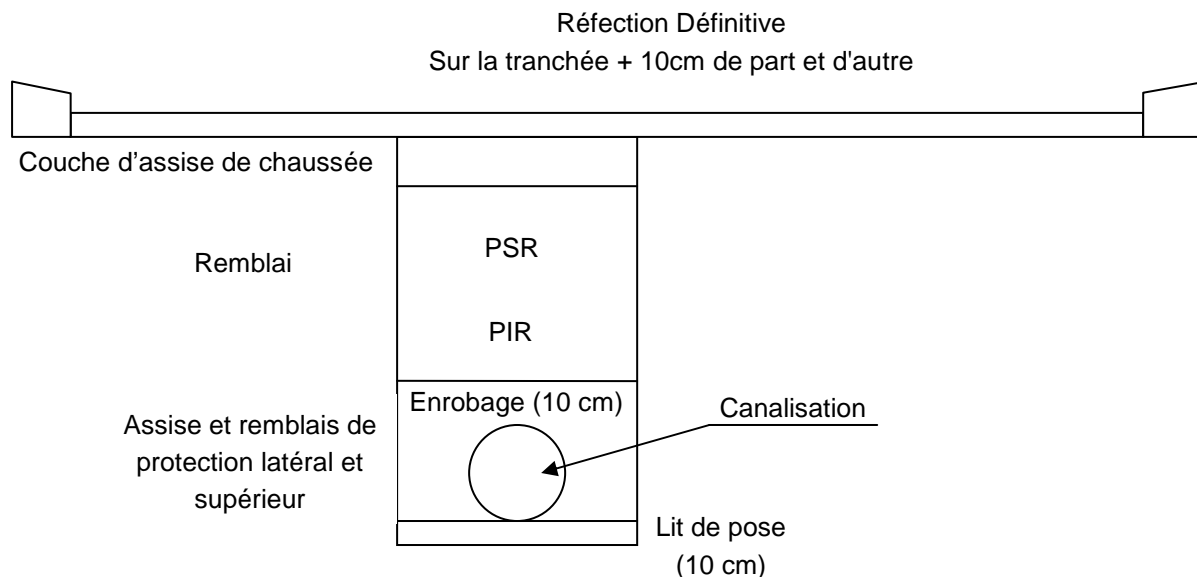 Réfection Définitive
Sur la tranchée + 10cm de part et d'autre
Couche d’assise de chaussée
Remblai
PSR
PIR
Enrobage (10 cm)
Canalisation
Assise et remblais de
protection latéral et
supérieur
Lit de pose
(10 cm)